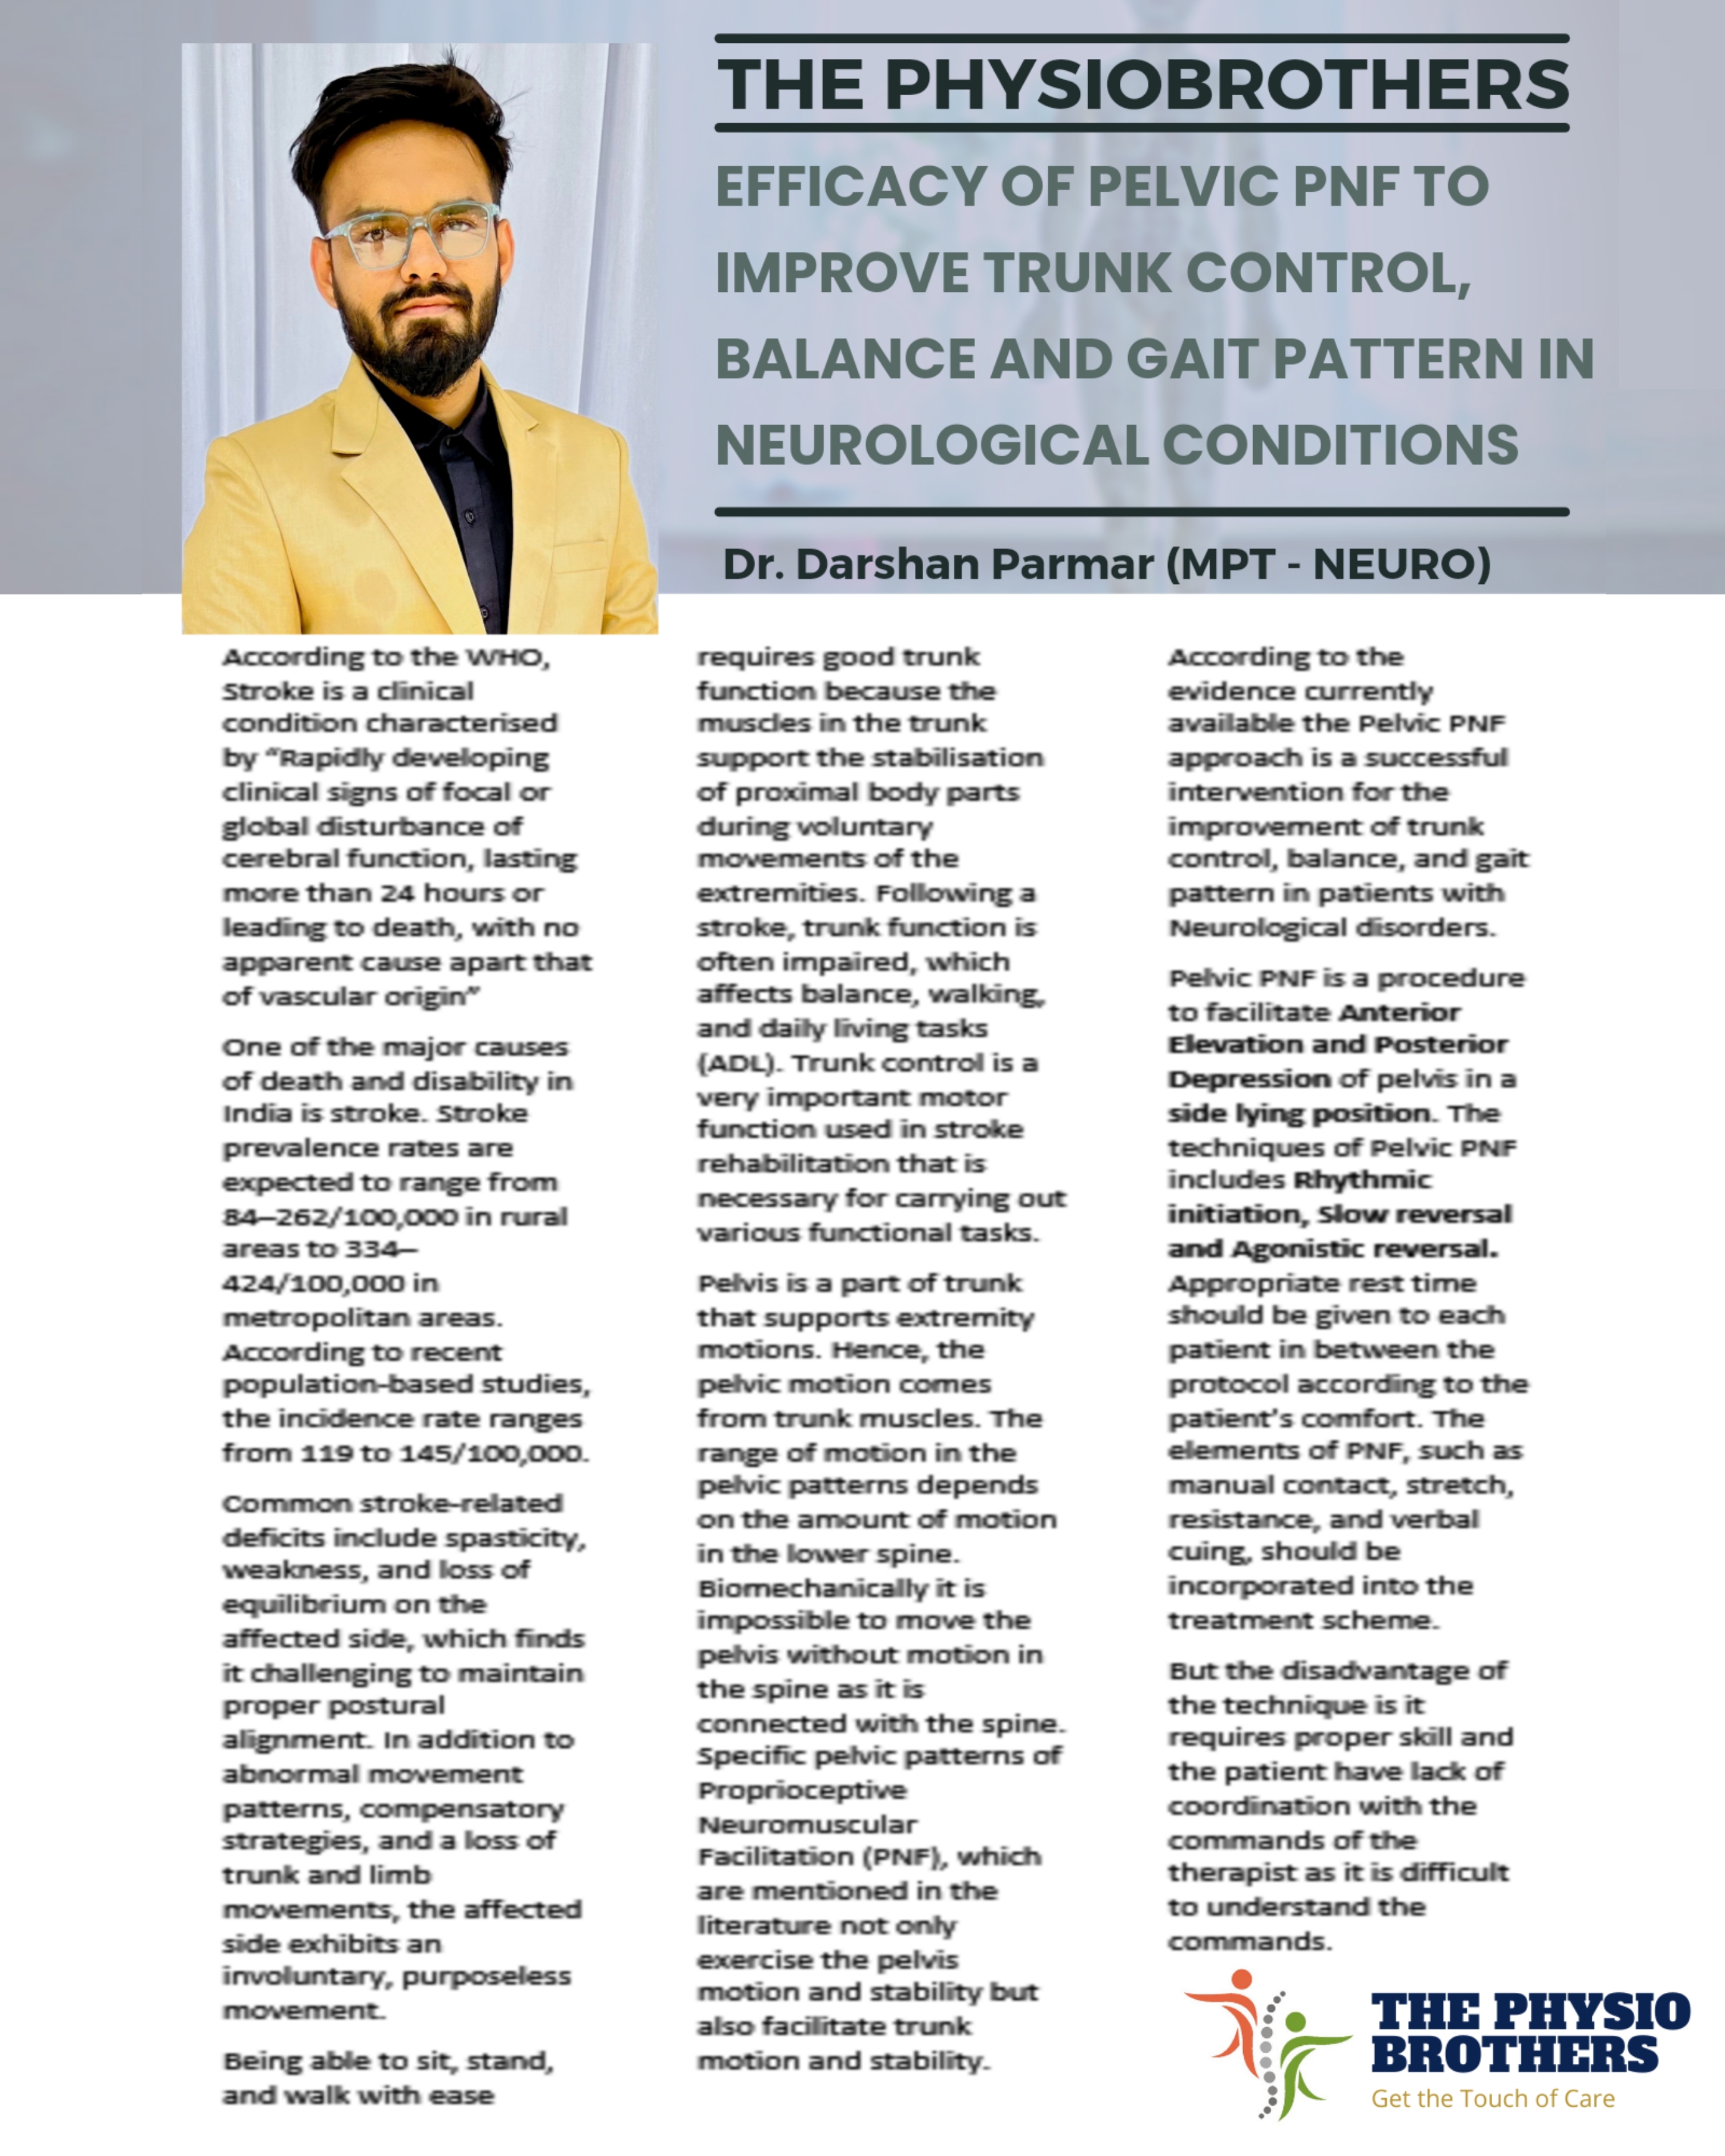 THE PHYSIOBROTHERS
EFFICACY OF PELVIC PNF TO
IMPROVE TRUNK CONTROL,
BALANCE AND GAIT PATTERN IN
NEUROLOGICAL CONDITIONS
Dr. Darshan Parmar (MPT - NEURO)
According to the WHO,
Stroke is a clinical
condition characterised
by “Rapidly developing
clinical signs of focal or
global disturbance of
cerebral function, lasting
more than 24 hours or
leading to death, with no
apparent cause apart that
of vascular origin”
One of the major causes
of death and disability in
India is stroke. Stroke
prevalence rates are
expected to range from
84–262/100,000 in rural
areas to 334–
424/100,000 in
metropolitan areas.
According to recent
population-based studies,
the incidence rate ranges
from 119 to 145/100,000.
Common stroke-related
deficits include spasticity,
weakness, and loss of
equilibrium on the
affected side, which finds
it challenging to maintain
proper postural
alignment. In addition to
abnormal movement
patterns, compensatory
strategies, and a loss of
trunk and limb
movements, the affected
side exhibits an
involuntary, purposeless
movement.
Being able to sit, stand,
and walk with ease
requires good trunk
function because the
muscles in the trunk
support the stabilisation
of proximal body parts
during voluntary
movements of the
extremities. Following a
stroke, trunk function is
often impaired, which
affects balance, walking,
and daily living tasks
(ADL). Trunk control is a
very important motor
function used in stroke
rehabilitation that is
necessary for carrying out
various functional tasks.
Pelvis is a part of trunk
that supports extremity
motions. Hence, the
pelvic motion comes
from trunk muscles. The
range of motion in the
pelvic patterns depends
on the amount of motion
in the lower spine.
Biomechanically it is
impossible to move the
pelvis without motion in
the spine as it is
connected with the spine.
Specific pelvic patterns of
Proprioceptive
Neuromuscular
Facilitation (PNF), which
are mentioned in the
literature not only
exercise the pelvis
motion and stability but
also facilitate trunk
motion and stability.
According to the
evidence currently
available the Pelvic PNF
approach is a successful
intervention for the
improvement of trunk
control, balance, and gait
pattern in patients with
Neurological disorders.
Pelvic PNF is a procedure
to facilitate Anterior
Elevation and Posterior
Depression of pelvis in a
side lying position. The
techniques of Pelvic PNF
includes Rhythmic
initiation, Slow reversal
and Agonistic reversal.
Appropriate rest time
should be given to each
patient in between the
protocol according to the
patient's comfort. The
elements of PNF, such as
manual contact, stretch,
resistance, and verbal
cuing, should be
incorporated into the
treatment scheme.
But the disadvantage of
the technique is it
requires proper skill and
the patient have lack of
coordination with the
commands of the
therapist as it is difficult
to understand the
commands.
THE PHYSIO
BROTHERS
Get the Touch of Care